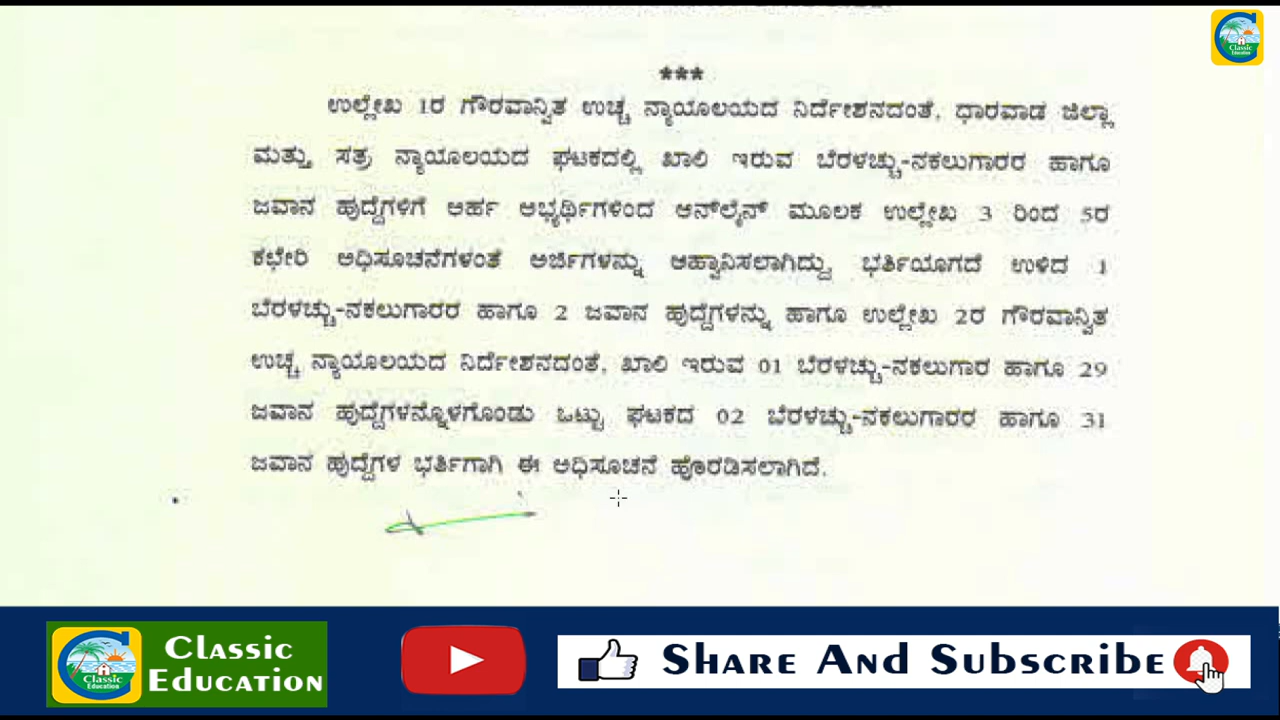 ***
ಉಲ್ಲೇಖ 1ರ ಗೌರವಾನ್ವಿತ ಉಚ್ಚ ನ್ಯಾಯಾಲಯದ ನಿರ್ದೇಶನದಂತೆ, ಧಾರವಾಡ ಜಿಲ್ಲಾ
ಮತ್ತು ಸತ್ರ ನ್ಯಾಯಾಲಯದ ಘಟಕದಲ್ಲಿ ಖಾಲಿ ಇರುವ ಬೆರಳಚ್ಚು-ನಕಲುಗಾರರ ಹಾಗೂ
ಜವಾನ ಹುದ್ದೆಗಳಿಗೆ ಅರ್ಹ ಅಭ್ಯರ್ಥಿಗಳಿಂದ ಆನ್‌ಲೈನ್ ಮೂಲಕ ಉಲ್ಲೇಖ 3 ರಿಂದ 5ರ
ಕಛೇರಿ ಅಧಿಸೂಚನೆಗಳಂತೆ ಅರ್ಜಿಗಳನ್ನು ಆಹ್ವಾನಿಸಲಾಗಿದ್ದು ಭರ್ತಿಯಾಗದೆ ಉಳಿದ 1
ಬೆರಳಚ್ಚು-ನಕಲುಗಾರರ ಹಾಗೂ 2 ಜವಾನ ಹುದ್ದೆಗಳನ್ನು ಹಾಗೂ ಉಲ್ಲೇಖ 2ರ ಗೌರವಾನ್ವಿತ
ಉಚ್ಚ ನ್ಯಾಯಾಲಯದ ನಿರ್ದೇಶನದಂತೆ, ಖಾಲಿ ಇರುವ 01 ಬೆರಳಚ್ಚು-ನಕಲುಗಾರ ಹಾಗೂ 29
ಜವಾನ ಹುದ್ದೆಗಳನ್ನೊಳಗೊಂಡು ಒಟ್ಟು ಘಟಕದ 02 ಬೆರಳಚ್ಚು-ನಕಲುಗಾರರ ಹಾಗೂ 31
ಜವಾನ ಹುದ್ದೆಗಳ ಭರ್ತಿಗಾಗಿ ಈ ಅಧಿಸೂಚನೆ ಹೊರಡಿಸಲಾಗಿದೆ.
Classic
Education
Classic
Education
Classic
Education
Share And Subscribe